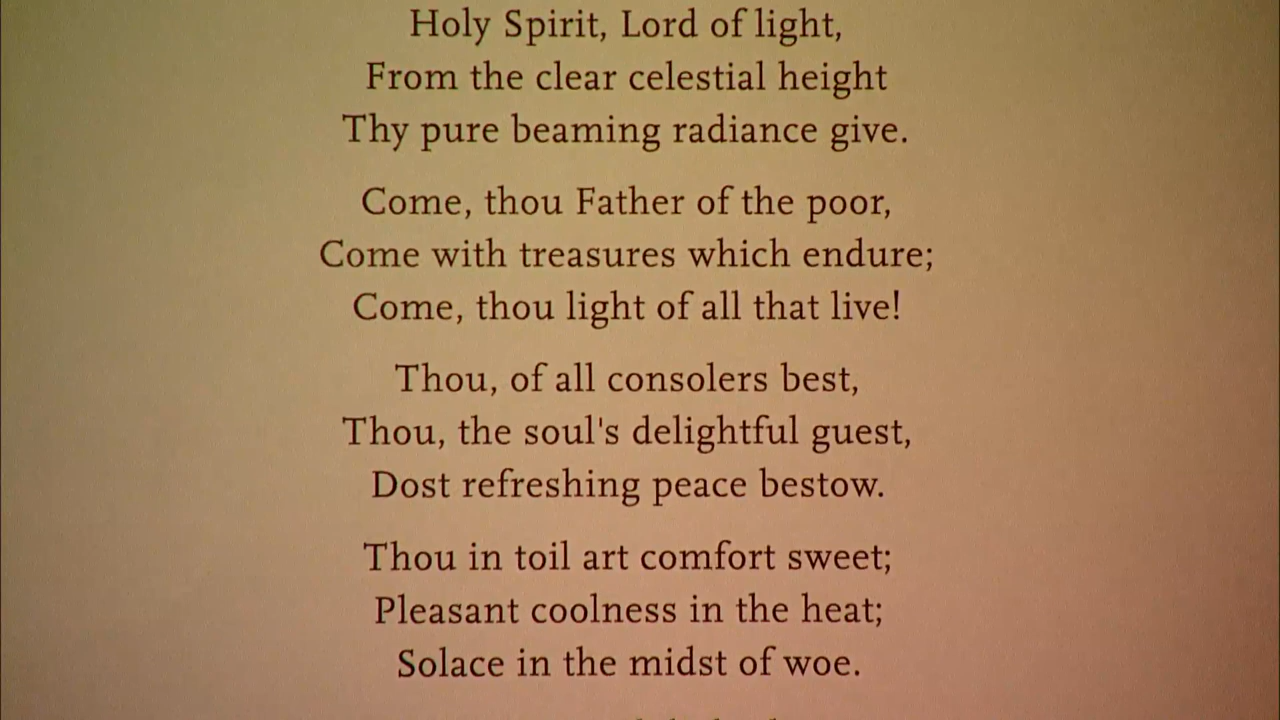 Holy Spirit, Lord of light,
From the clear celestial height
Thy pure beaming radiance give.
Come, thou Father of the poor,
Come with treasures which endure;
Come, thou light of all that live!
Thou, of all consolers best,
Thou, the soul's delightful guest,
Dost refreshing peace bestow.
Thou in toil art comfort sweet;
Pleasant coolness in the heat;
Solace in the midst of woe.